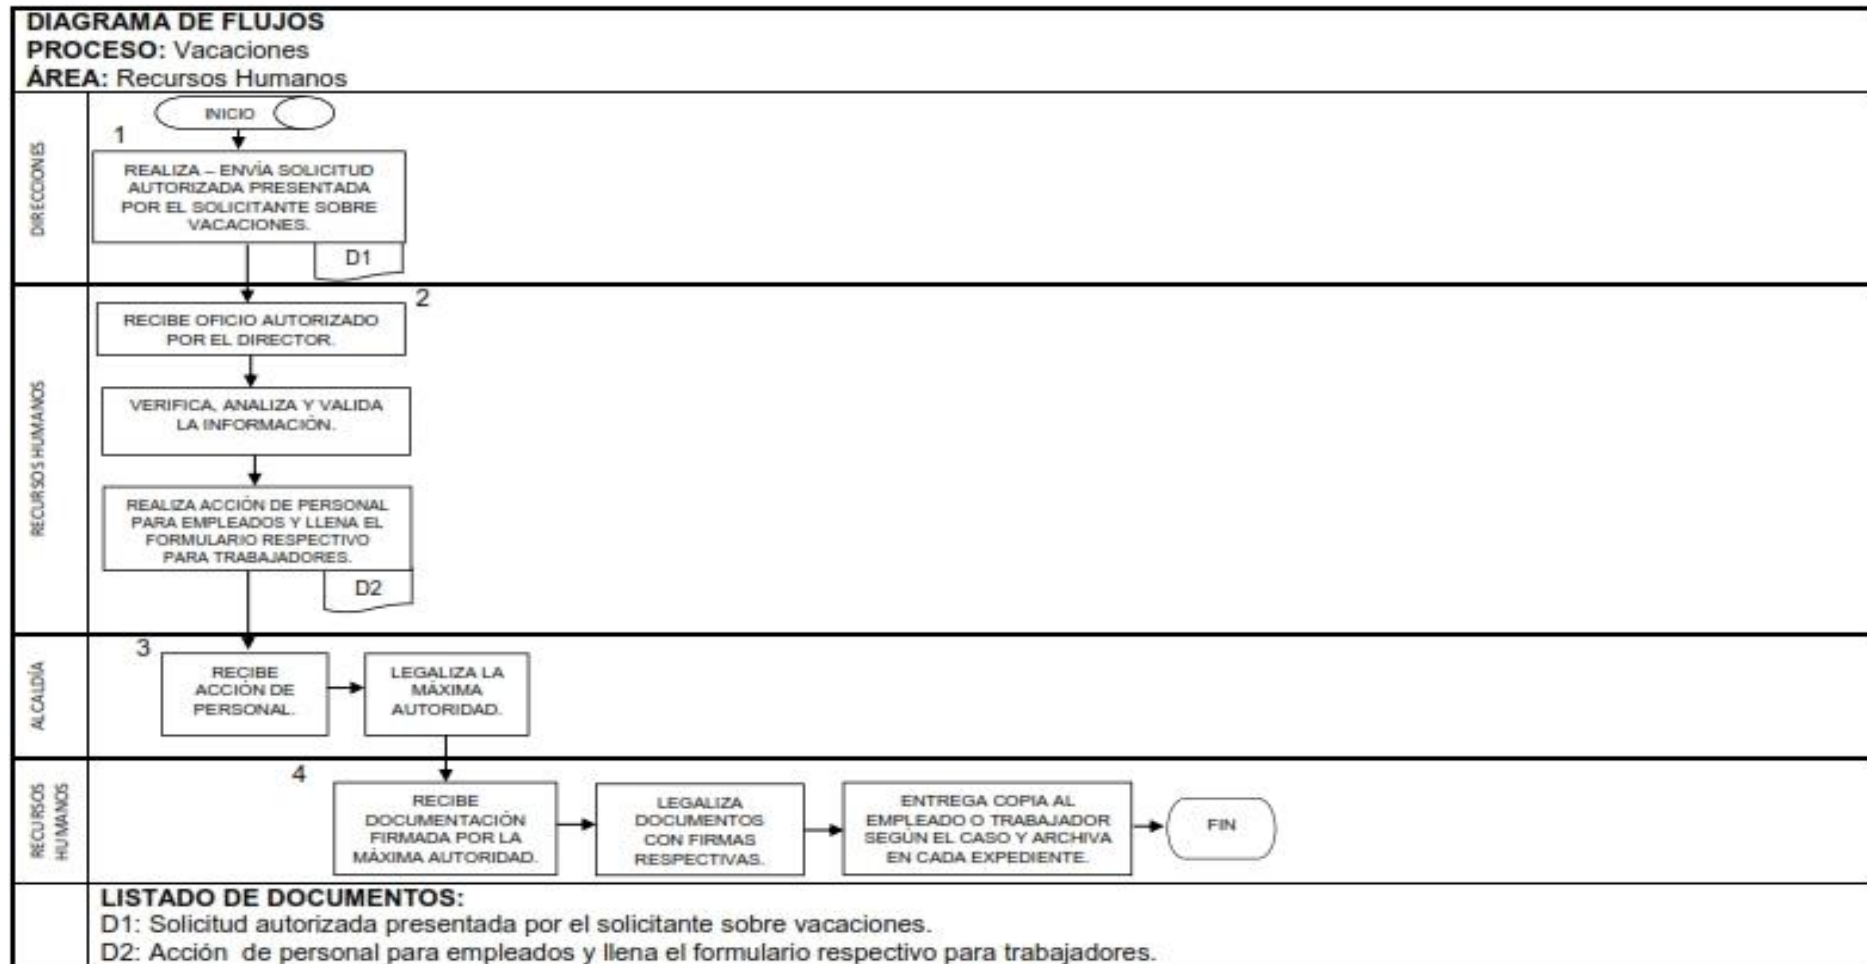 DIAGRAMA DE FLUJOS
PROCESO: Vacaciones
ÁREA: Recursos Humanos
DIRECCIONES
INICIO
1
REALIZA – ENVÍA SOLICITUD
AUTORIZADA PRESENTADA
POR EL SOLICITANTE SOBRE
VACACIONES.
D1
RECURSOS HUMANOS
2
RECIBE OFICIO AUTORIZADO
POR EL DIRECTOR.
VERIFICA, ANALIZA Y VALIDA
LA INFORMACIÓN.
REALIZA ACCIÓN DE PERSONAL
PARA EMPLEADOS Y LLENA EL
FORMULARIO RESPECTIVO
PARA TRABAJADORES.
D2
ALCALDÍA
3
RECIBE
ACCIÓN DE
PERSONAL.
LEGALIZA LA
MÁXIMA
AUTORIDAD.
RECURSOS
HUMANOS
4
RECIBE
DOCUMENTACIÓN
FIRMADA POR LA
MÁXIMA AUTORIDAD.
LEGALIZA
DOCUMENTOS
CON FIRMAS
RESPECTIVAS.
ENTREGA COPIA AL
EMPLEADO O TRABAJADOR
SEGÚN EL CASO Y ARCHIVA
EN CADA EXPEDIENTE.
FIN
LISTADO DE DOCUMENTOS:
D1: Solicitud autorizada presentada por el solicitante sobre vacaciones.
D2: Acción  de personal para empleados y llena el formulario respectivo para trabajadores.